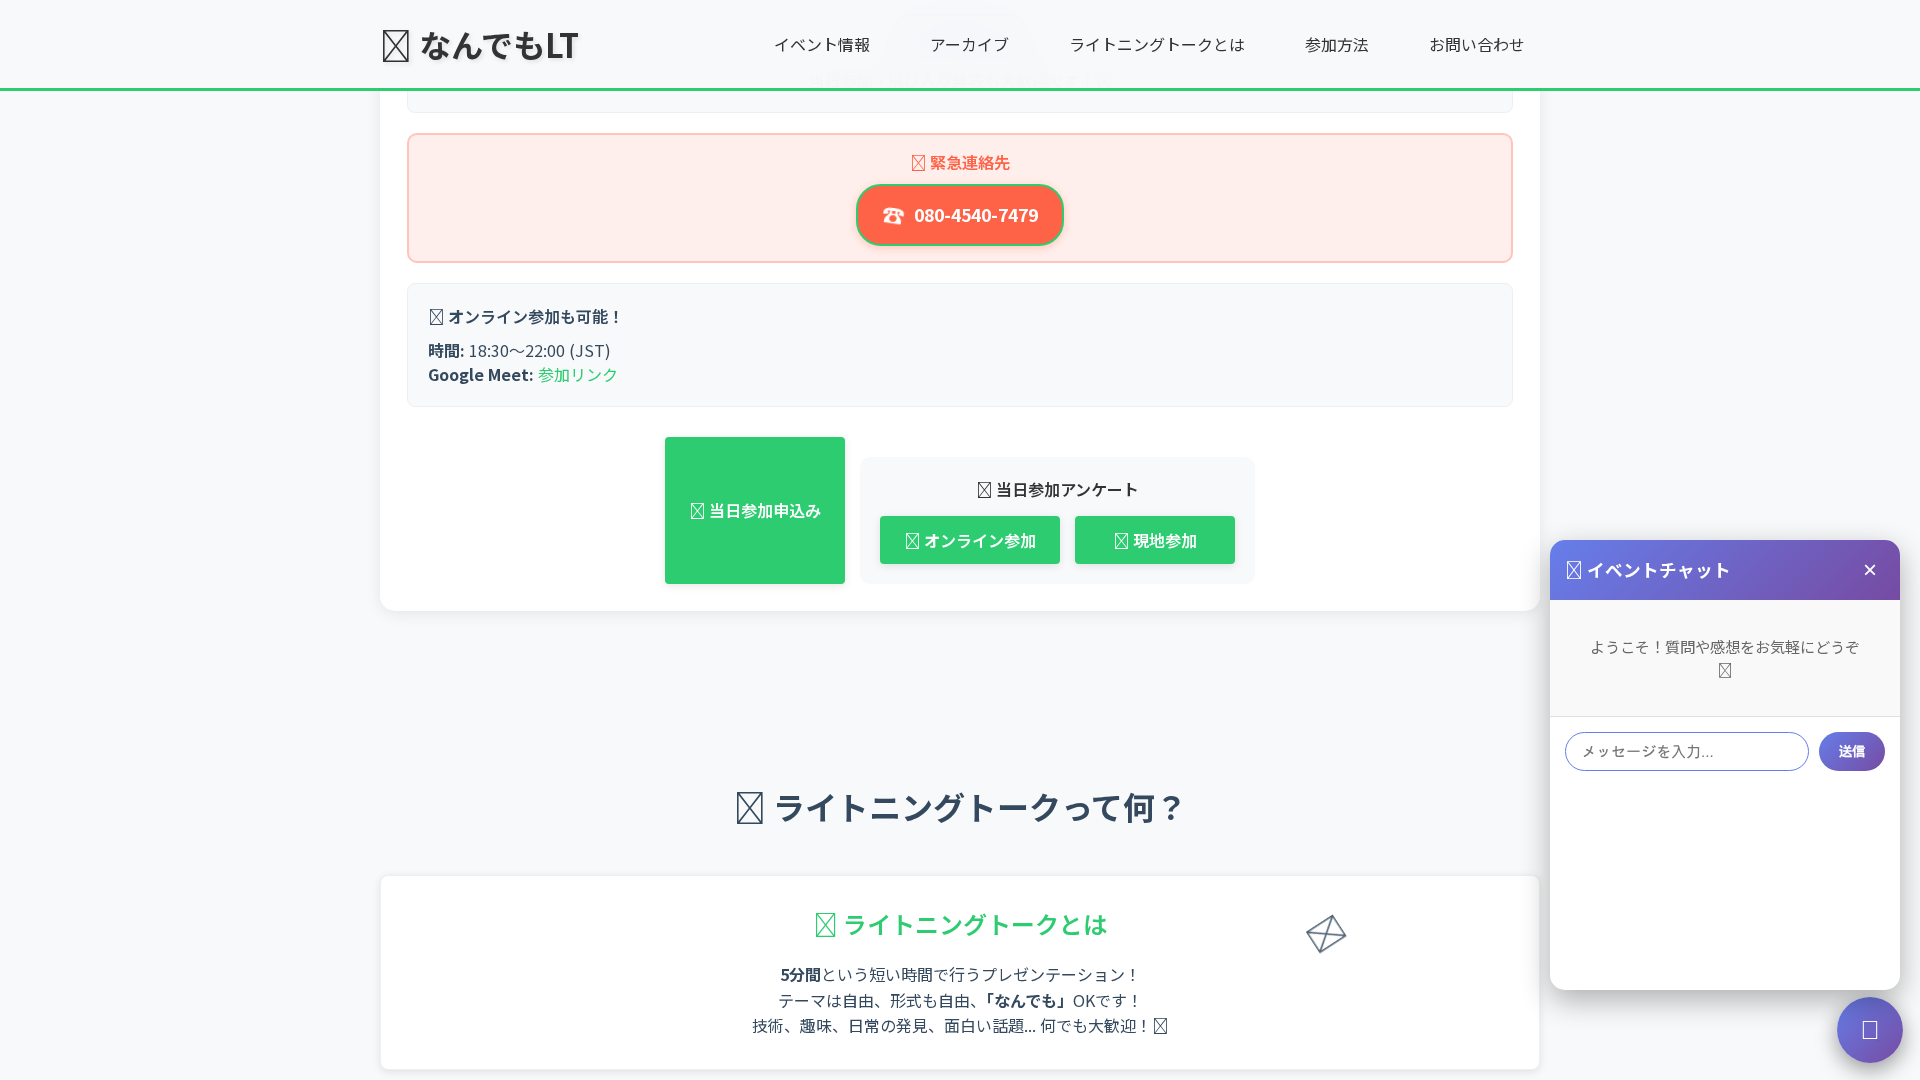 なんでもLT
イベント情報
アーカイブ
ライトニングトークとは
参加方法
お問い合わせ
緊急連絡先
☎ 080-4540-7479
オンライン参加も可能！
時間: 18:30〜22:00 (JST)
Google Meet: 参加リンク
当日参加申込み
当日参加アンケート
オンライン参加
現地参加
イベントチャット
×
ようこそ！質問や感想をお気軽にどうぞ
メッセージを入力...
送信
ライトニングトークって何？
ライトニングトークとは
5分間という短い時間で行うプレゼンテーション！
テーマは自由、形式も自由、「なんでも」OKです！
技術、趣味、日常の発見、面白い話題... 何でも大歓迎！